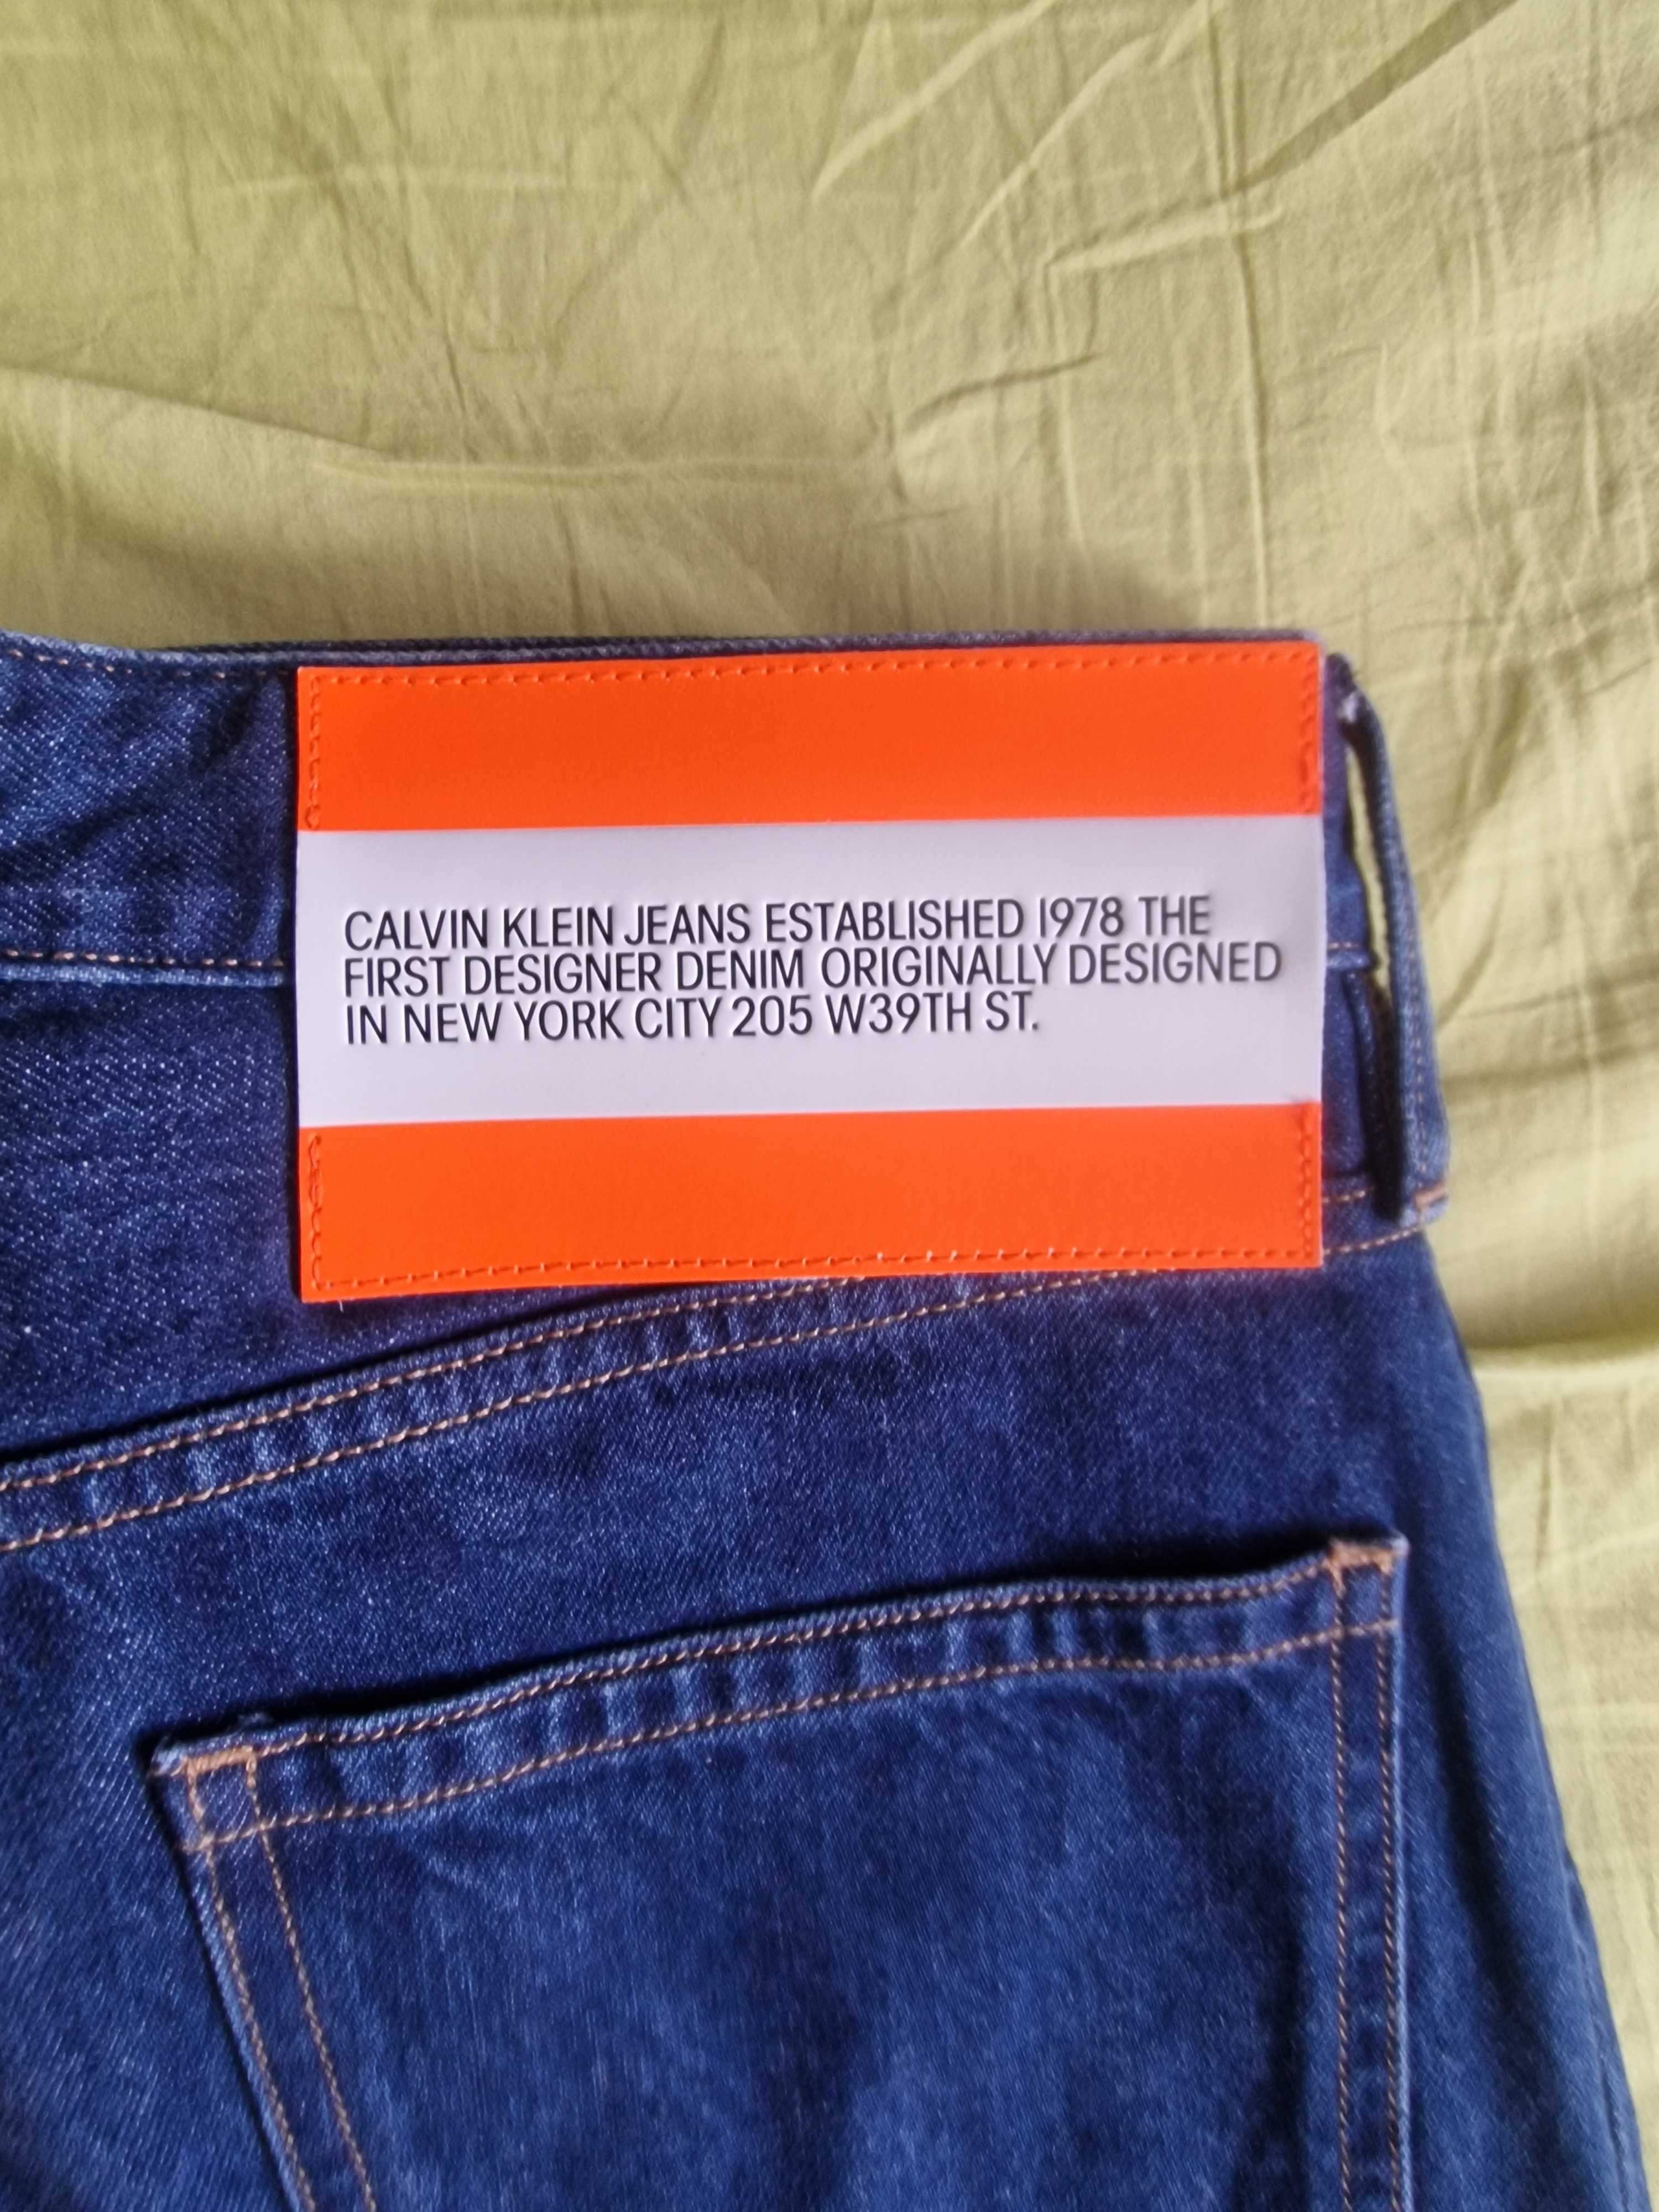 CALVIN KLEIN JEANS ESTABLISHED 1978 THE
FIRST DESIGNER DENIM ORIGINALLY DESIGNED
IN NEW YORK CITY 205 W39TH ST.